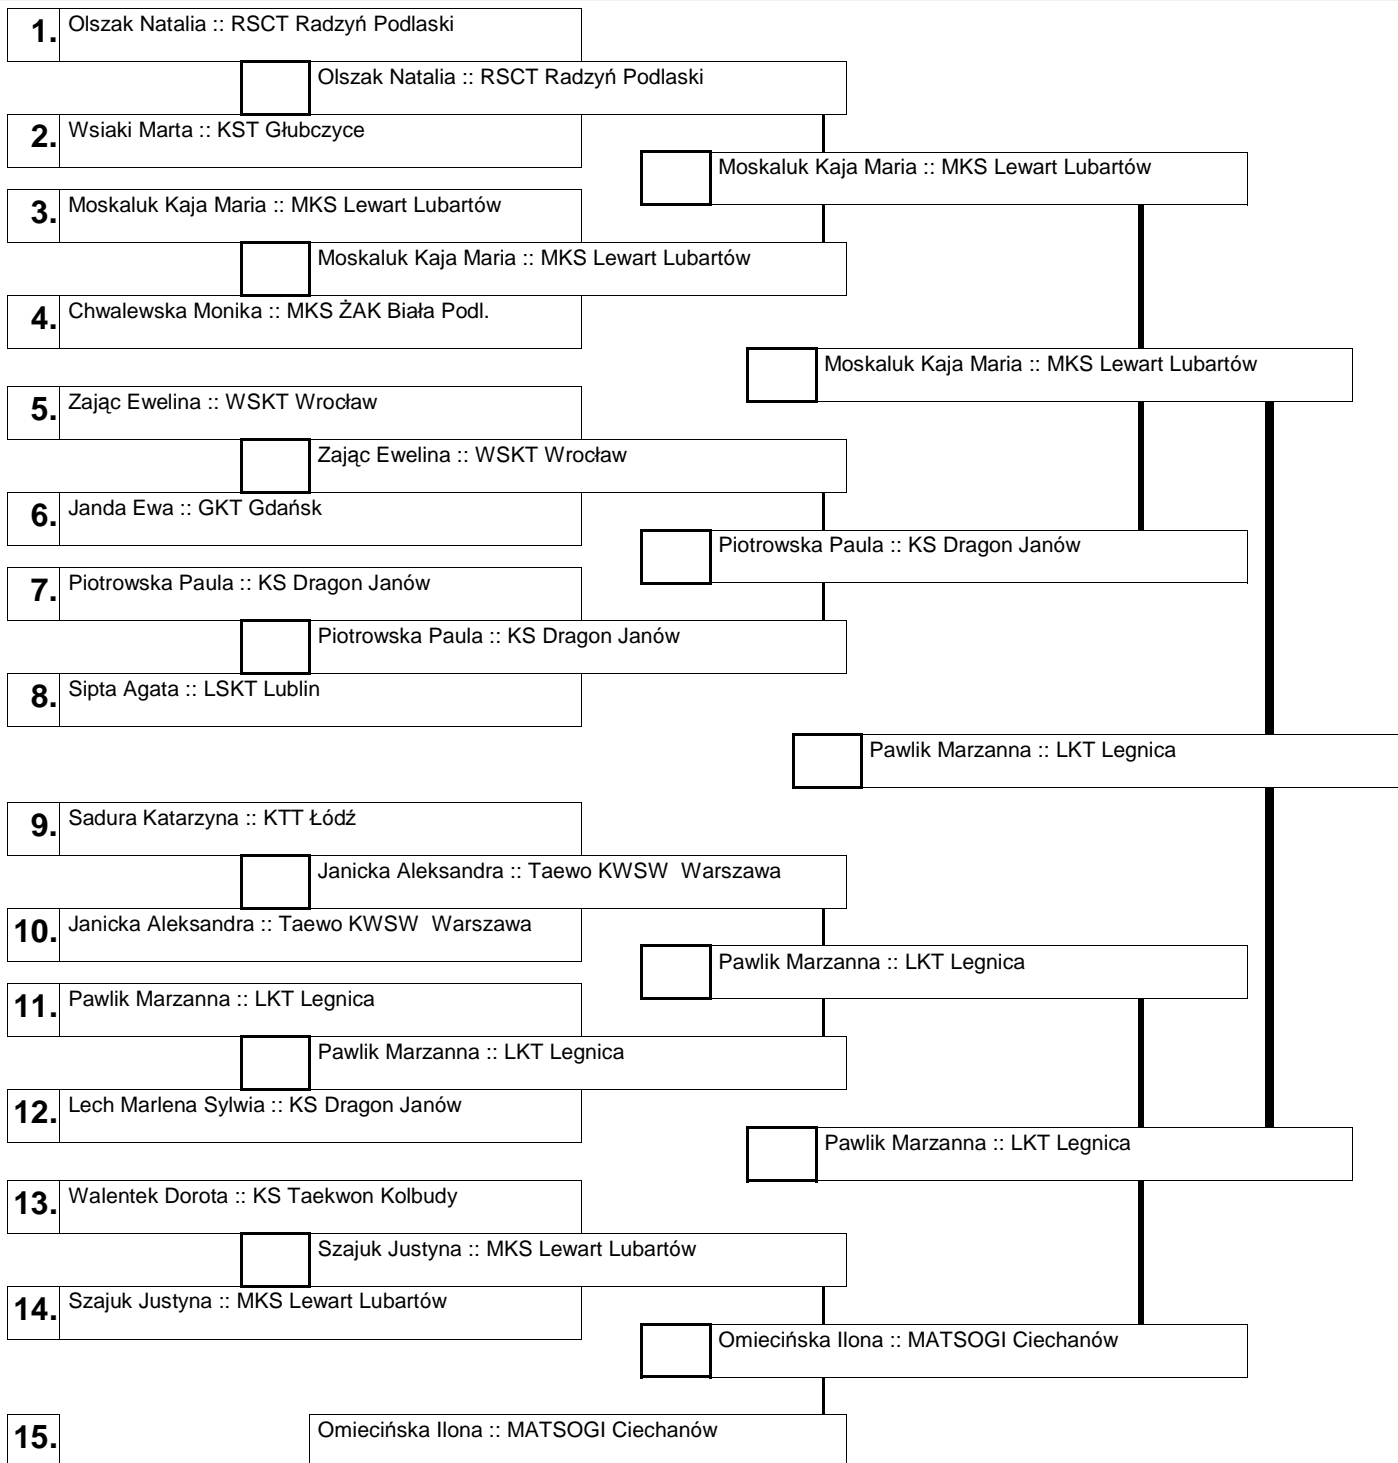 1. Olszak Natalia :: RSCT Radzyń Podlaski
Olszak Natalia :: RSCT Radzyń Podlaski
2. Wsiaki Marta :: KST Głubczyce
Moskaluk Kaja Maria :: MKS Lewart Lubartów
3. Moskaluk Kaja Maria :: MKS Lewart Lubartów
Moskaluk Kaja Maria :: MKS Lewart Lubartów
4. Chwalewska Monika :: MKS ŻAK Biała Podl.
Moskaluk Kaja Maria :: MKS Lewart Lubartów
5. Zając Ewelina :: WSKT Wrocław
Zając Ewelina :: WSKT Wrocław
6. Janda Ewa :: GKT Gdańsk
Piotrowska Paula :: KS Dragon Janów
7. Piotrowska Paula :: KS Dragon Janów
Piotrowska Paula :: KS Dragon Janów
8. Sipta Agata :: LSKT Lublin
Pawlik Marzanna :: LKT Legnica
9. Sadura Katarzyna :: KTT Łódź
Janicka Aleksandra :: Taewo KWSW  Warszawa
10. Janicka Aleksandra :: Taewo KWSW  Warszawa
Pawlik Marzanna :: LKT Legnica
11. Pawlik Marzanna :: LKT Legnica
Pawlik Marzanna :: LKT Legnica
12. Lech Marlena Sylwia :: KS Dragon Janów
Pawlik Marzanna :: LKT Legnica
13. Walentek Dorota :: KS Taekwon Kolbudy
Szajuk Justyna :: MKS Lewart Lubartów
14. Szajuk Justyna :: MKS Lewart Lubartów
Omiecińska Ilona :: MATSOGI Ciechanów
15. Omiecińska Ilona :: MATSOGI Ciechanów